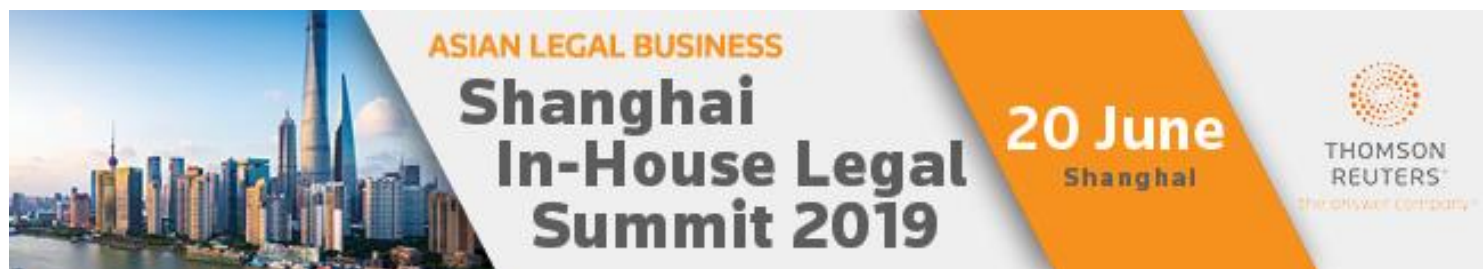 ASIAN LEGAL BUSINESS
Shanghai
In-House Legal
Summit 2019
20 June
Shanghai
THOMSON
REUTERS
the answer company